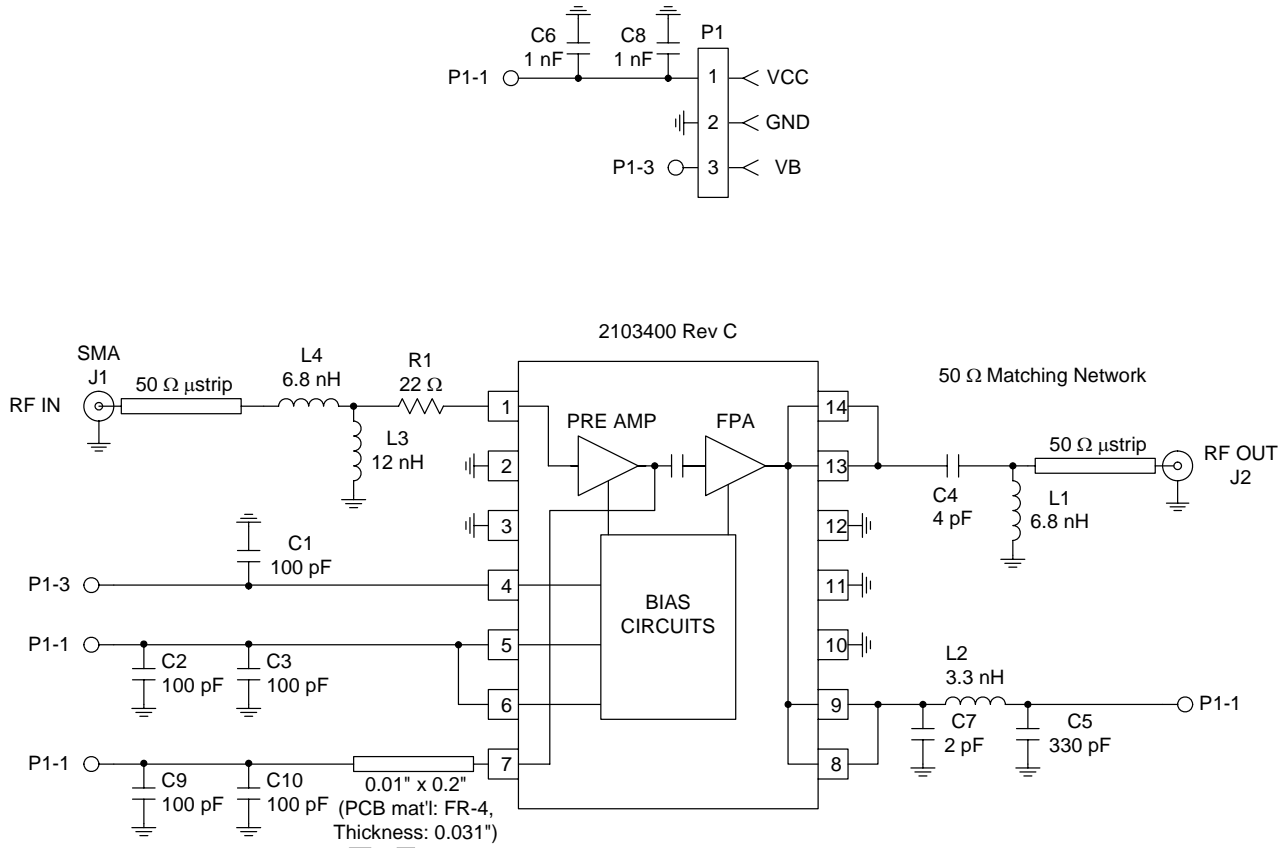 C6
1 nF
C8
1 nF
P1
P1-1
1
VCC
2
GND
P1-3
3
VB
2103400 Rev C
SMA
J1
RF IN
50 Ω μstrip
L4
6.8 nH
R1
22 Ω
L3
12 nH
1
2
3
4
5
6
7
PRE AMP
FPA
BIAS
CIRCUITS
14
13
12
11
10
9
8
50 Ω Matching Network
50 Ω μstrip
RF OUT
J2
C4
4 pF
L1
6.8 nH
C1
100 pF
P1-3
P1-1
C2
100 pF
C3
100 pF
L2
3.3 nH
C7
2 pF
C5
330 pF
P1-1
P1-1
C9
100 pF
C10
100 pF
0.01" x 0.2"
(PCB mat'l: FR-4,
Thickness: 0.031")